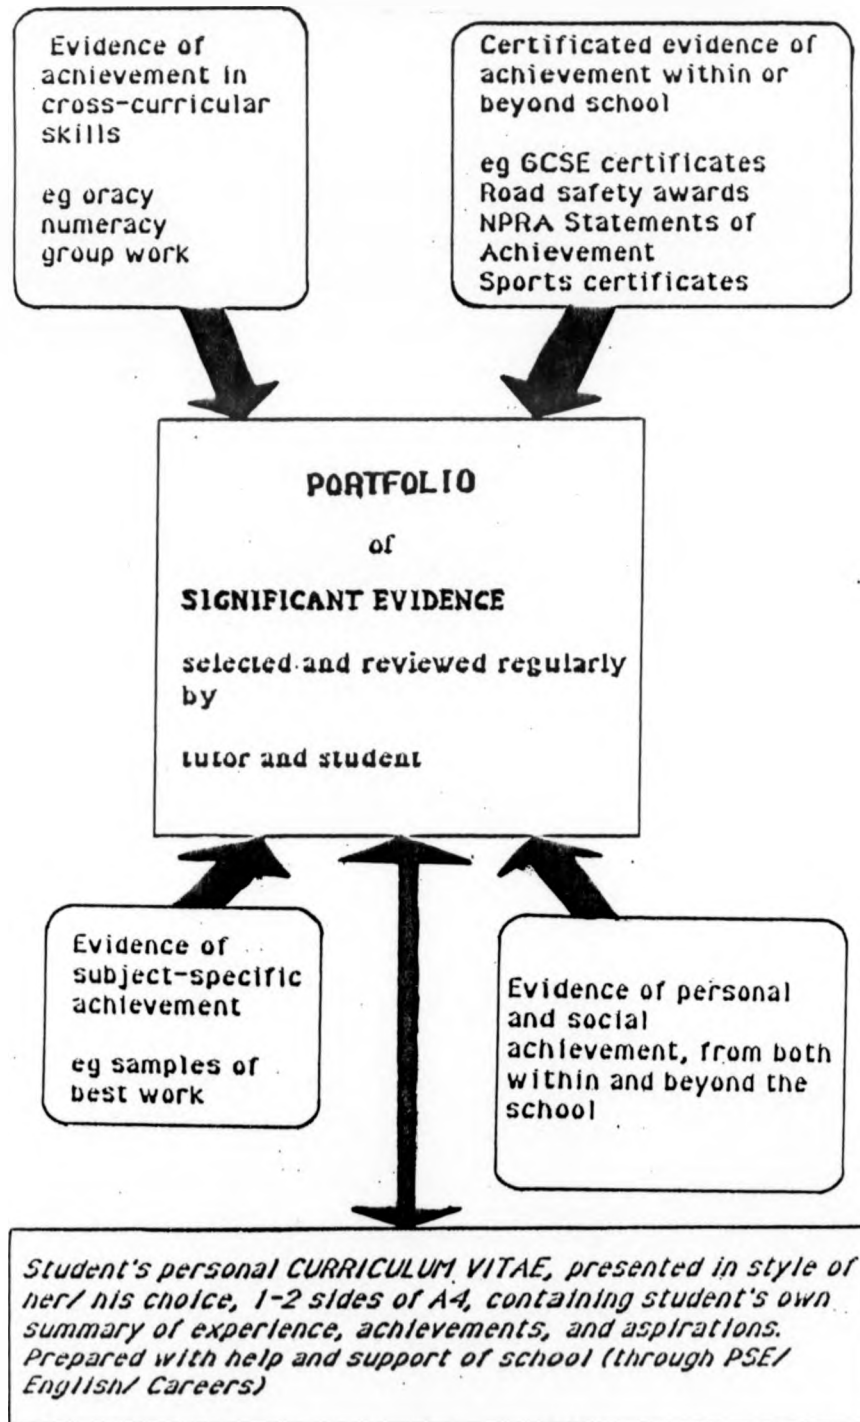 Evidence of
achievement in
cross-curricular
skills
eg oracy
numeracy
group work
Certificated evidence of
achievement within or
beyond school
eg GCSE certificates
Road safety awards
NPRA Statements of
Achievement
Sports certificates
PORTFOLIO
of
SIGNIFICANT EVIDENCE
selected and reviewed regularly
by
tutor and student
Evidence of
subject-specific
achievement
eg samples of
best work
Evidence of personal
and social
achievement, from both
within and beyond the
school
Student's personal CURRICULUM VITAE, presented in style of
her/ his choice, 1-2 sides of A4, containing student's own
summary of experience, achievements, and aspirations.
Prepared with help and support of school (through PSE/
English/ Careers)